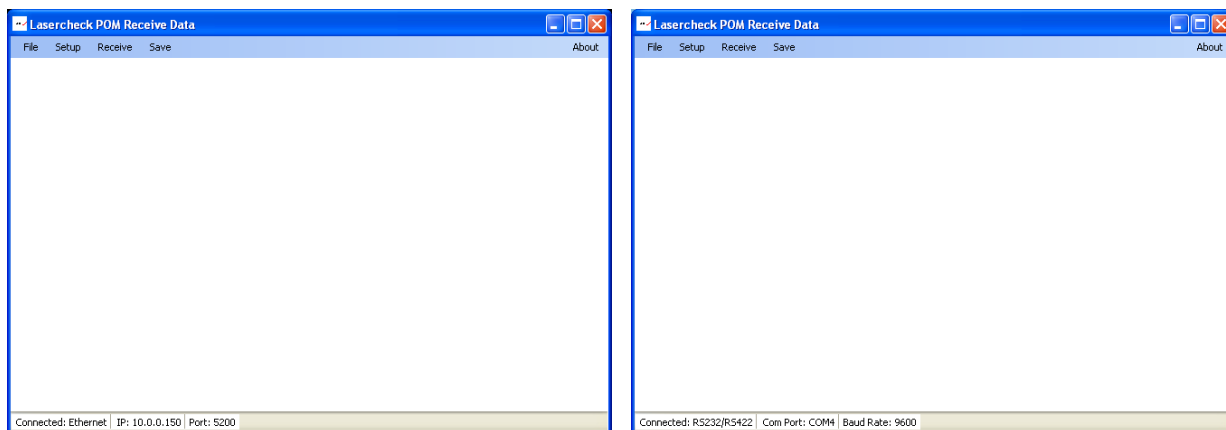 Lasercheck POM Receive Data
File Setup Receive Save About
Connected: Ethernet IP: 10.0.0.150 Port: 5200
Lasercheck POM Receive Data
File Setup Receive Save About
Connected: RS232/RS422 Com Port: COM4 Baud Rate: 9600